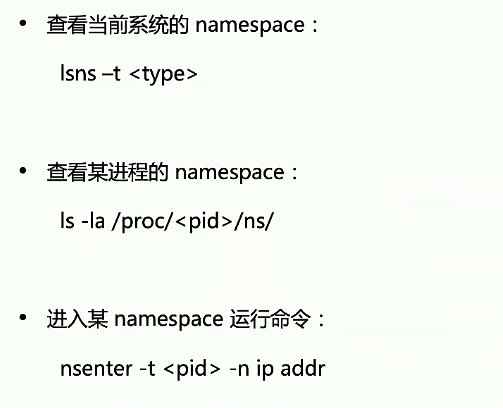 • 查看当前系统的 namespace：
lsns –t <type>
• 查看某进程的 namespace：
ls -la /proc/<pid>/ns/
• 进入某 namespace 运行命令：
nsenter -t <pid> -n ip addr